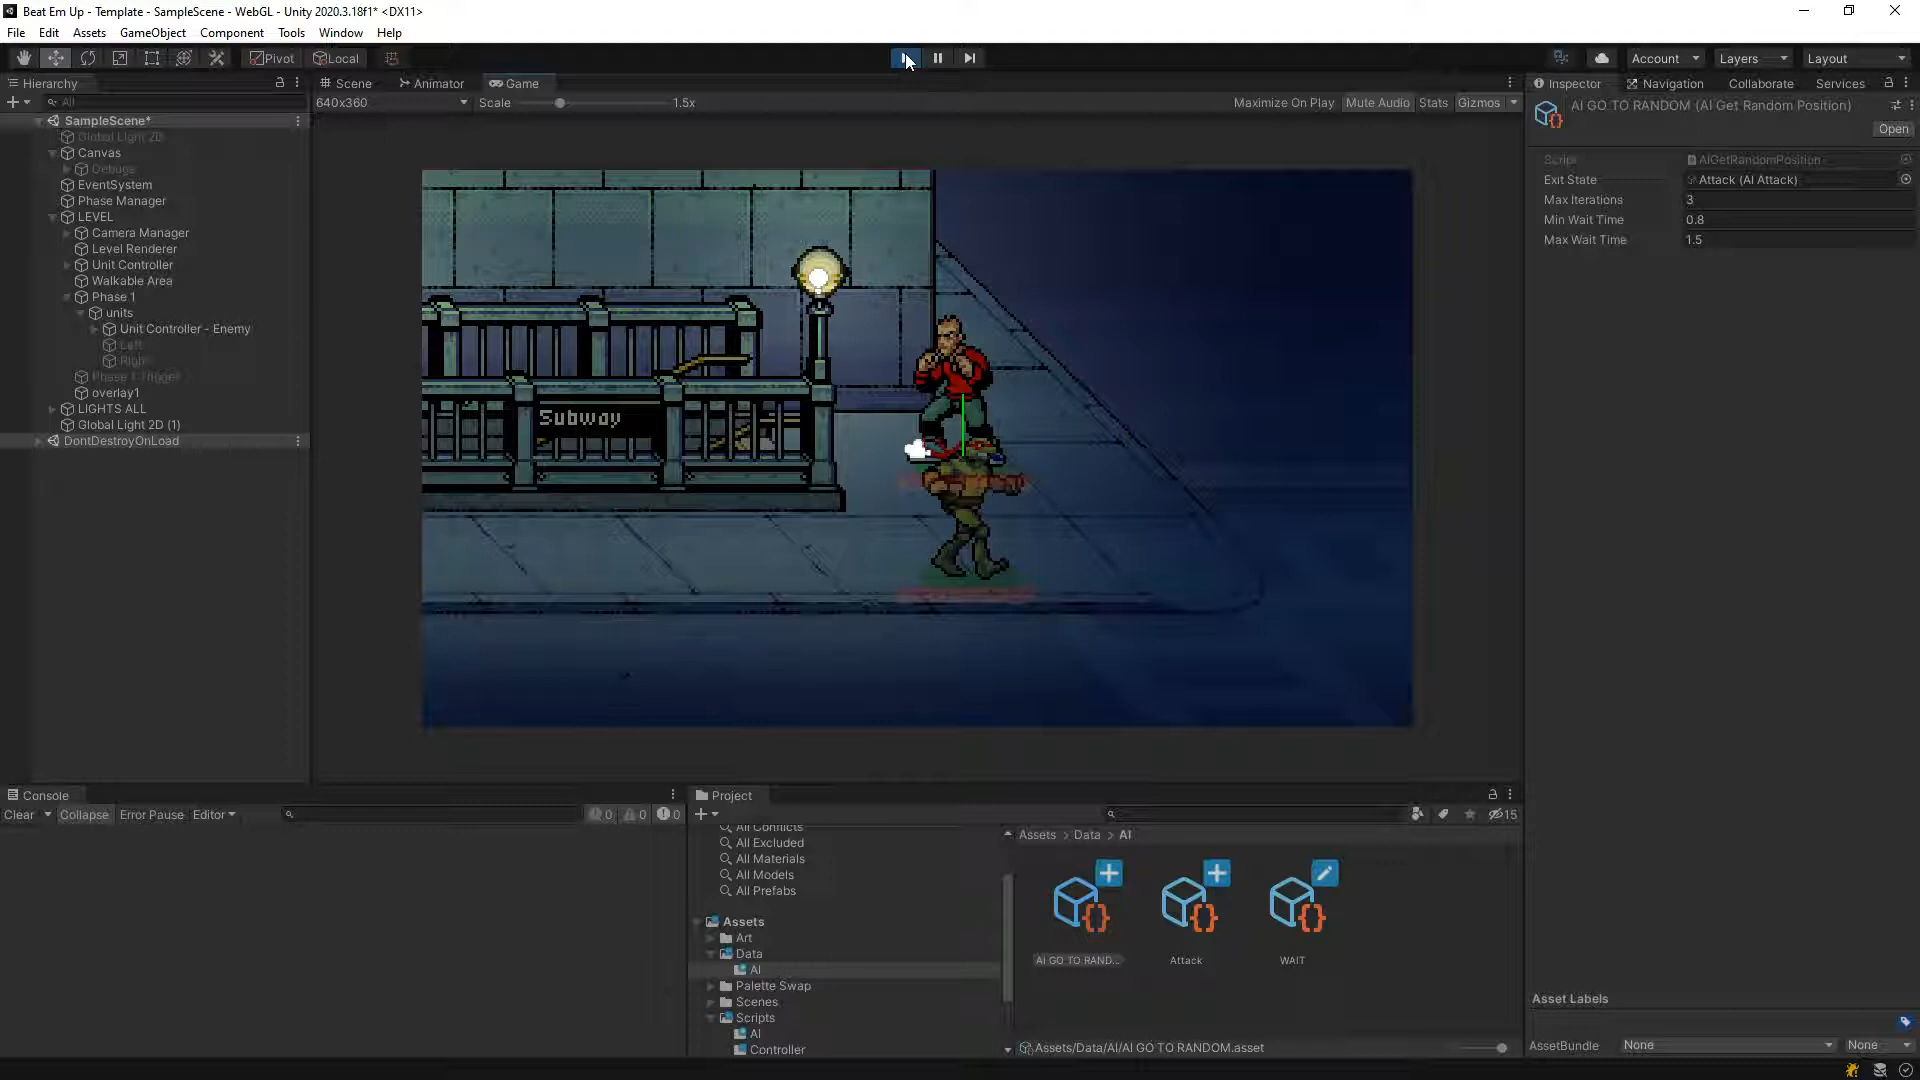 Beat Em Up - Template - SampleScene - WebGL - Unity 2020.3.18f1* <DX11>
File Edit Assets GameObject Component Tools Window Help
Pivot Local Account Layers Layout
Hierarchy Scene Animator Game Inspector Navigation Collaborate Services
All 640x360 Scale 1.5x Maximize On Play Mute Audio Stats Gizmos AI GO TO RANDOM (AI Get Random Position)
SampleScene* Open
Global Light 2D
Canvas Script AIGetRandomPosition
Debugs
EventSystem Exit State Attack (AI Attack)
Phase Manager Max Iterations 3
LEVEL Min Wait Time 0.8
Camera Manager Max Wait Time 1.5
Level Renderer
Unit Controller
Walkable Area
Phase 1
units
Unit Controller - Enemy
Left
Right
Phase 1 Trigger
overlay1
LIGHTS ALL
Subway
Global Light 2D (1)
DontDestroyOnLoad
Console Project
Clear Collapse Error Pause Editor 0 0 0 15
All Conflicts Assets > Data > AI
All Excluded
All Materials
All Models
All Prefabs
Assets
Art
Data
AI AI GO TO RAND... Attack WAIT
Palette Swap
Scenes Asset Labels
Scripts
AI
Controller Assets/Data/AI/AI GO TO RANDOM.asset AssetBundle None None